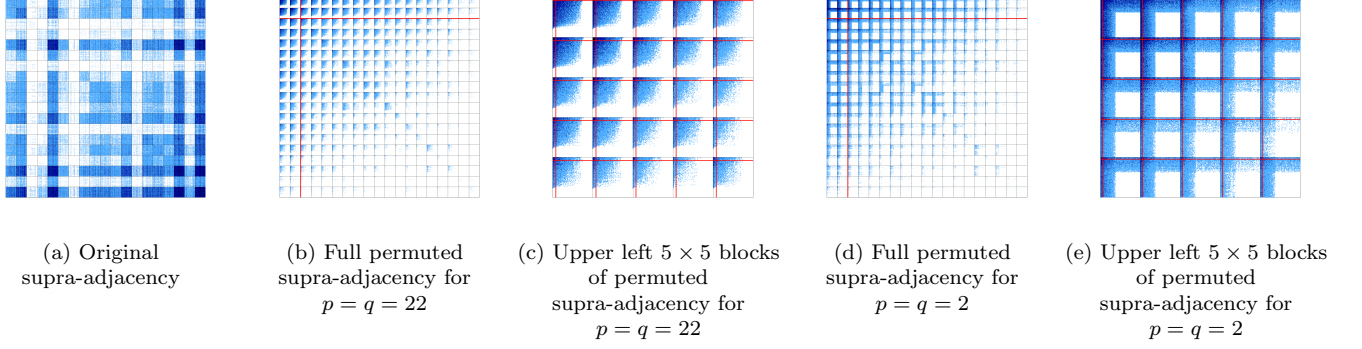 (a) Original
supra-adjacency
(b) Full permuted
supra-adjacency for
p = q = 22
(c) Upper left 5 × 5 blocks
of permuted
supra-adjacency for
p = q = 22
(d) Full permuted
supra-adjacency for
p = q = 2
(e) Upper left 5 × 5 blocks
of permuted
supra-adjacency for
p = q = 2